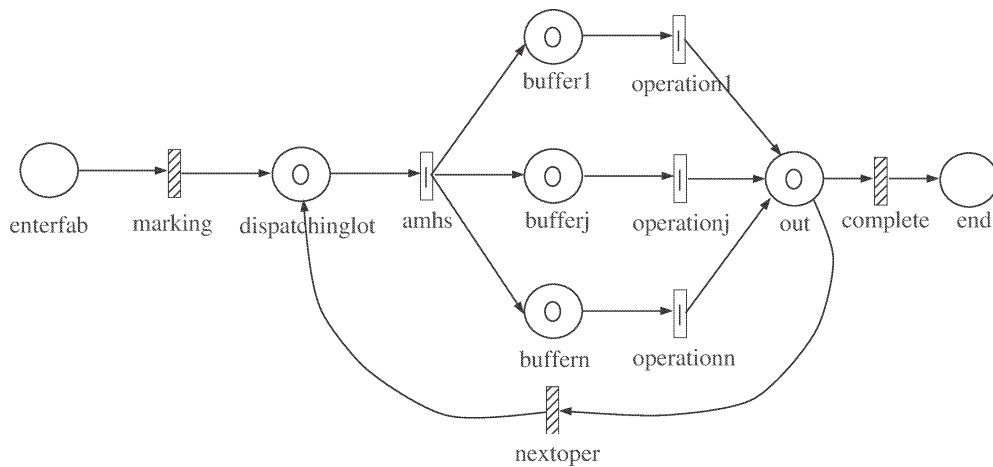 buffer1
operation1
enterfab
marking
dispatchinglot
amhs
bufferj
operationj
out
complete
end
buffern
operationn
nextoper